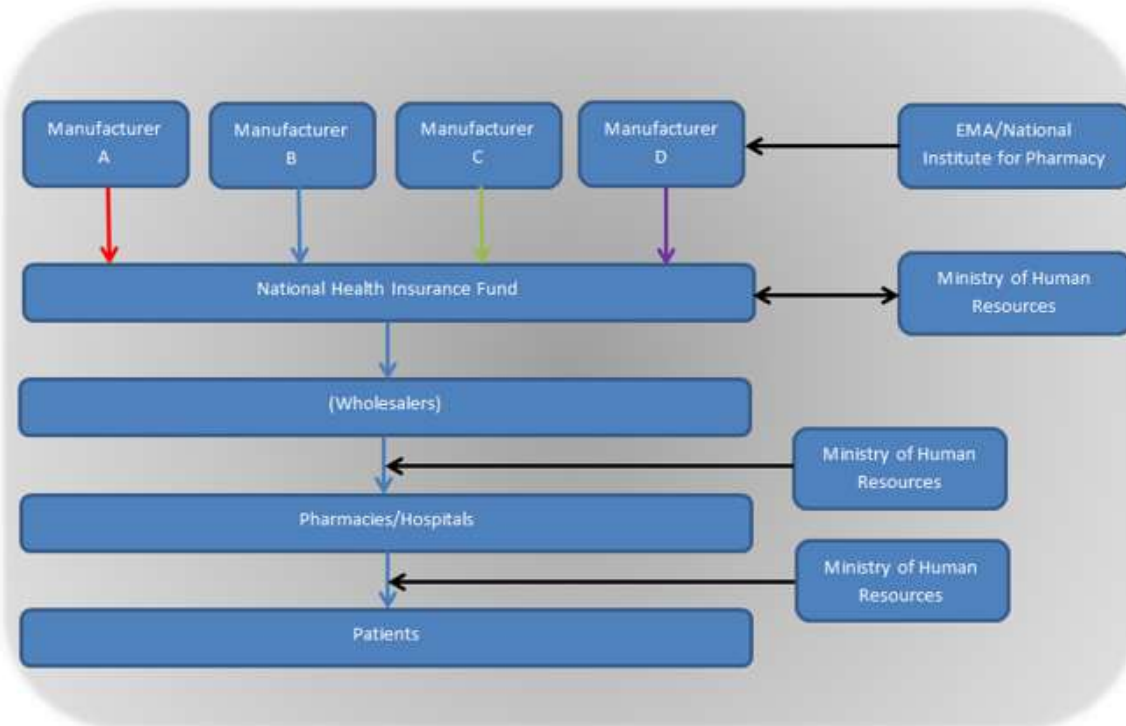 Manufacturer
A
Manufacturer
B
Manufacturer
C
Manufacturer
D
EMA/National
Institute for Pharmacy
National Health Insurance Fund
Ministry of Human
Resources
(Wholesalers)
Ministry of Human
Resources
Pharmacies/Hospitals
Ministry of Human
Resources
Patients